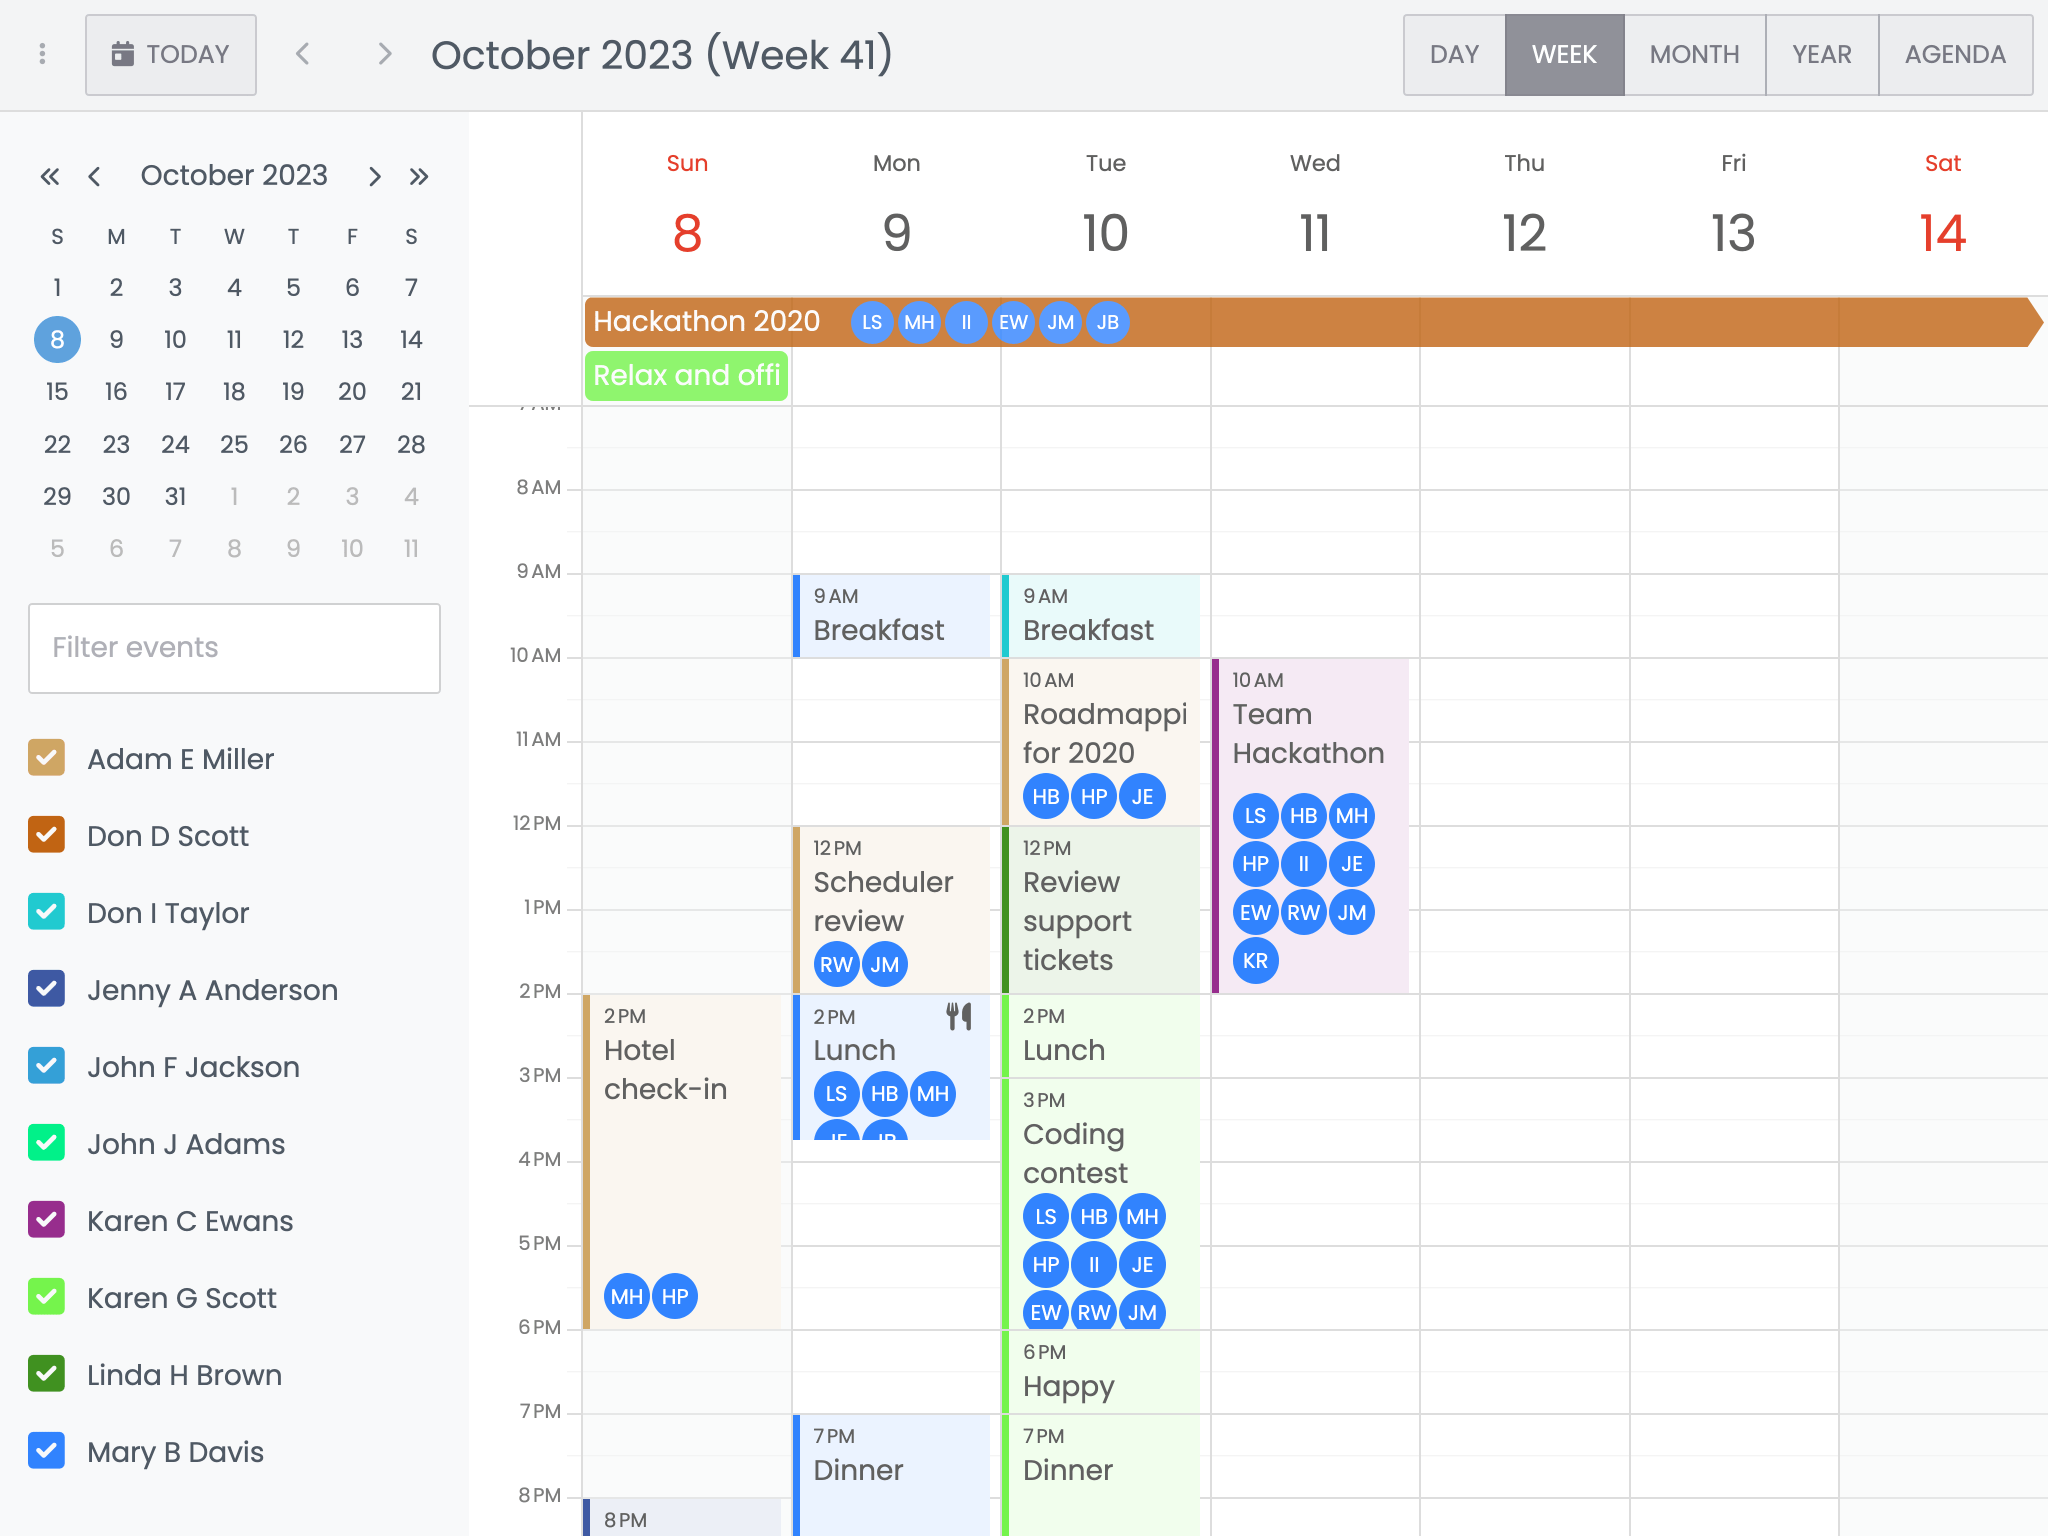 TODAY
October 2023 (Week 41)
DAY WEEK MONTH YEAR AGENDA
October 2023
S M T W T F S
1 2 3 4 5 6 7
8 9 10 11 12 13 14
15 16 17 18 19 20 21
22 23 24 25 26 27 28
29 30 31 1 2 3 4
5 6 7 8 9 10 11
Filter events
Adam E Miller
Don D Scott
Don I Taylor
Jenny A Anderson
John F Jackson
John J Adams
Karen C Ewans
Karen G Scott
Linda H Brown
Mary B Davis
Sun Mon Tue Wed Thu Fri Sat
8 9 10 11 12 13 14
Hackathon 2020 LS MH II EW JM JB
Relax and offi
7 AM
8 AM
9 AM
10 AM
11 AM
12 PM
1 PM
2 PM
3 PM
4 PM
5 PM
6 PM
7 PM
8 PM
2 PM
Hotel
check-in
MH HP
8 PM
9 AM
Breakfast
12 PM
Scheduler
review
RW JM
2 PM
Lunch
LS HB MH
JE JB
7 PM
Dinner
9 AM
Breakfast
10 AM
Roadmappi
for 2020
HB HP JE
12 PM
Review
support
tickets
2 PM
Lunch
3 PM
Coding
contest
LS HB MH
HP II JE
EW RW JM
6 PM
Happy
7 PM
Dinner
10 AM
Team
Hackathon
LS HB MH
HP II JE
EW RW JM
KR